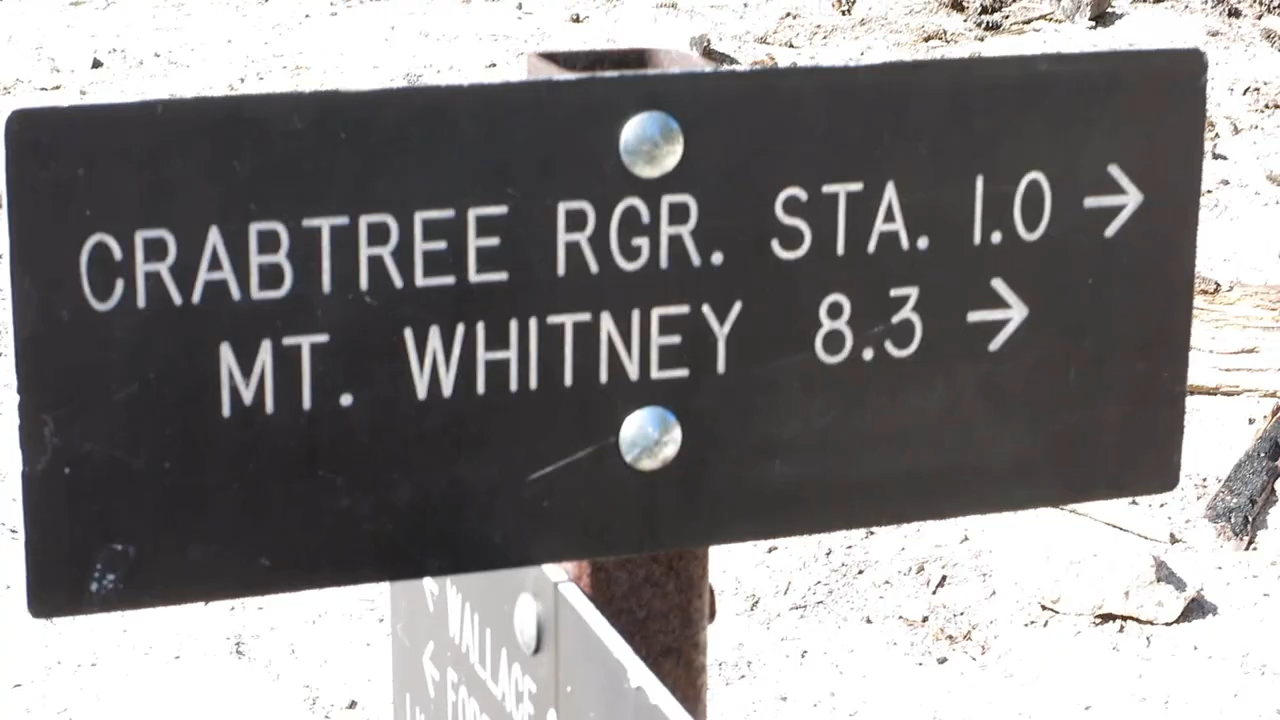 CRABTREE RGR. STA. 1.0 →
MT. WHITNEY 8.3 →
← WALLACE
←